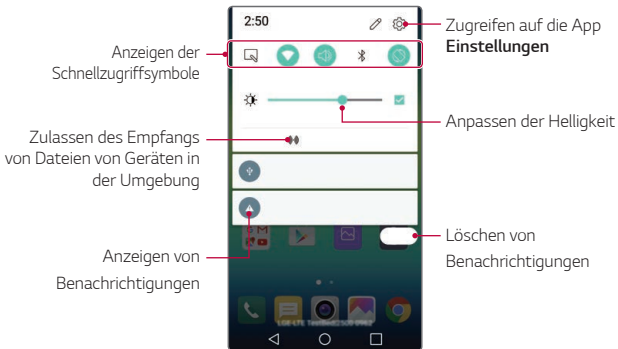 2:50
Zugreifen auf die App
Einstellungen
Anzeigen der
Schnellzugriffsymbole
Anpassen der Helligkeit
Zulassen des Empfangs
von Dateien von Geräten in
der Umgebung
Löschen von
Benachrichtigungen
Anzeigen von
Benachrichtigungen